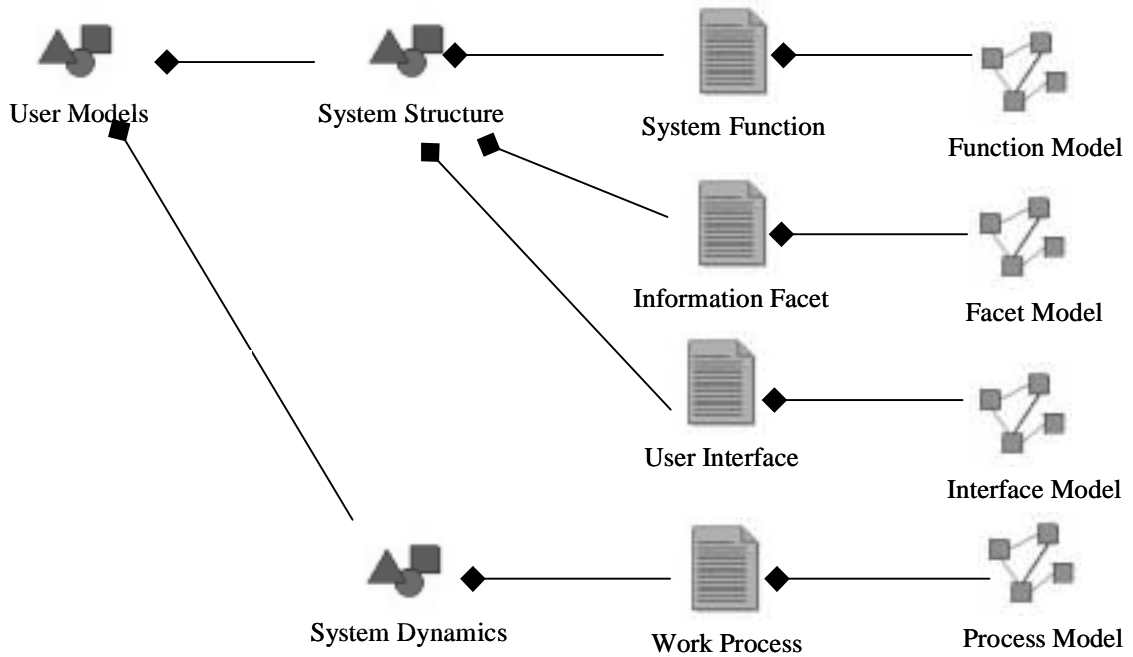 User Models
System Structure
System Function
Function Model
Information Facet
Facet Model
User Interface
Interface Model
System Dynamics
Work Process
Process Model